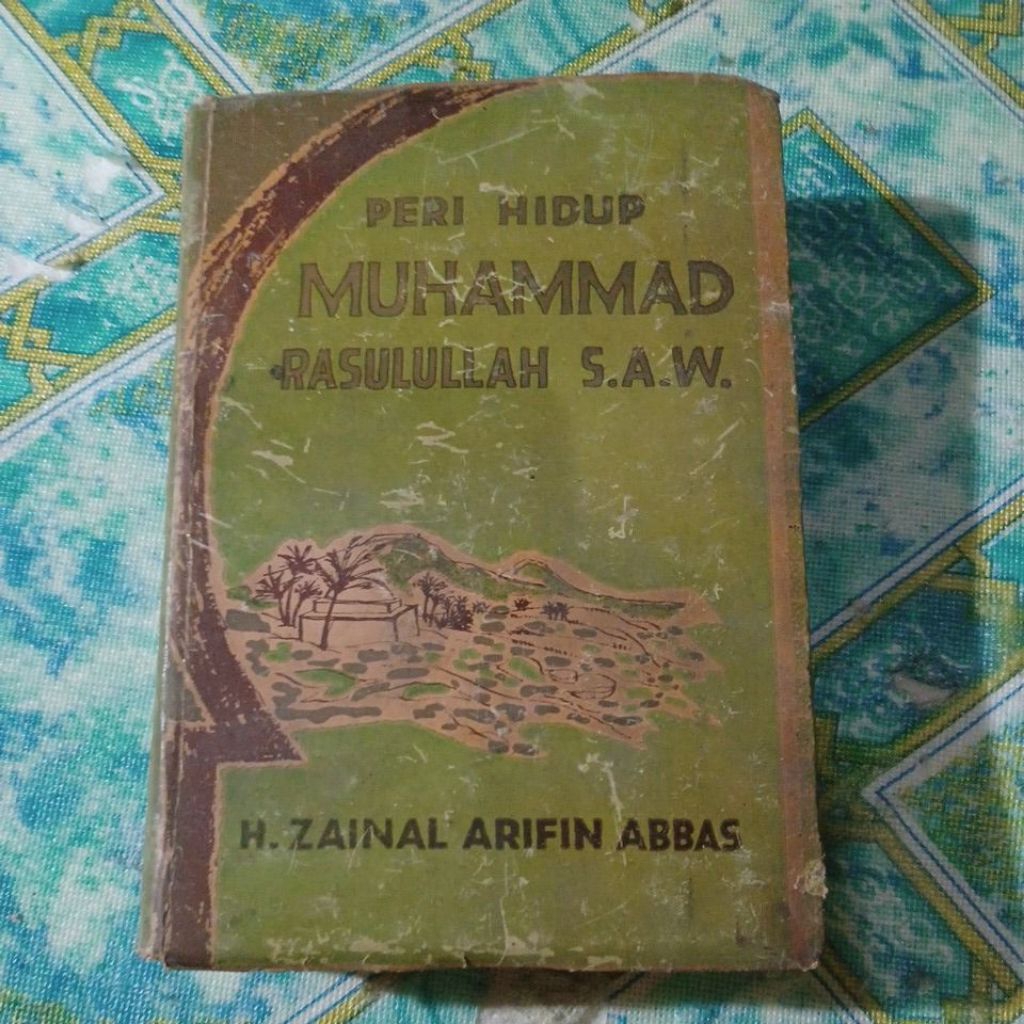 PERI HIDUP
MUHAMMAD
RASULULLAH S.A.W.
H. ZAINAL ARIFIN ABBAS